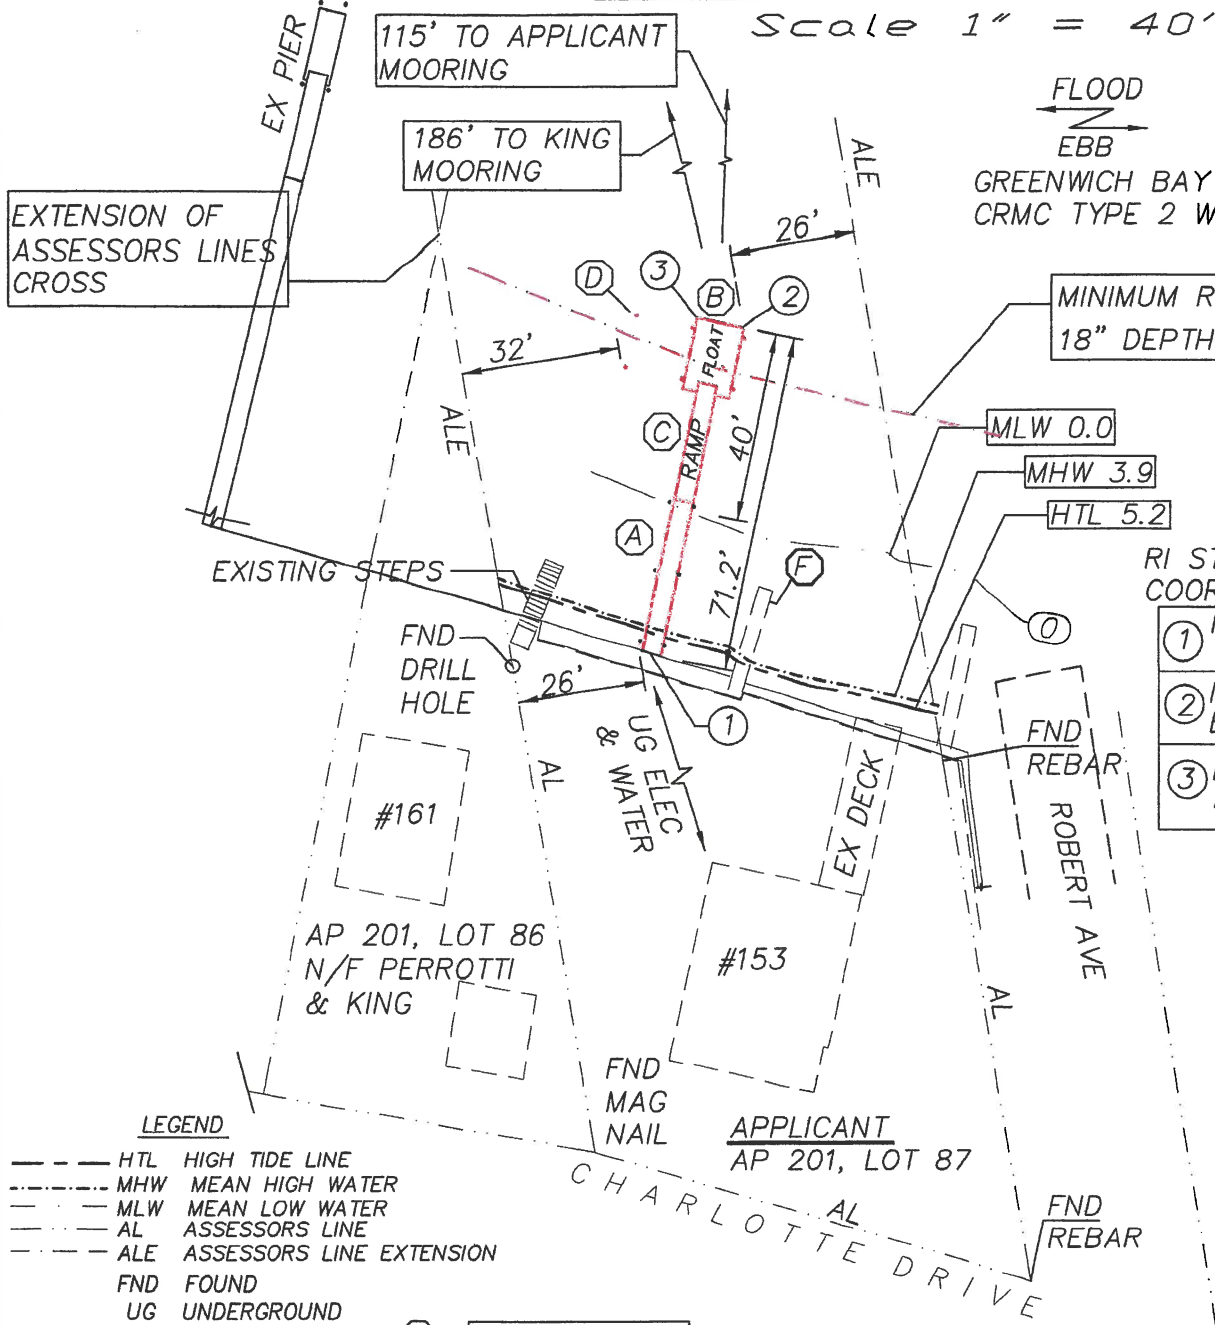 Scale 1" = 40'
EX PIER
115' TO APPLICANT
MOORING
186' TO KING
MOORING
FLOOD
EBB
GREENWICH BAY
CRMC TYPE 2 W
ALE
EXTENSION OF
ASSESSORS LINES
CROSS
26'
D
3
B
2
MINIMUM R
18" DEPTH
32'
FLOAT
ALE
C
RAMP
40'
MLW 0.0
MHW 3.9
HTL 5.2
A
EXISTING STEPS
F
71.2'
O
RI ST
COOR
1
2
3
FND
DRILL
HOLE
26'
1
UG ELEC
& WATER
AL
FND
REBAR
#161
EX DECK
ROBERT AVE
AP 201, LOT 86
N/F PERROTTI
& KING
#153
AL
FND
MAG
NAIL
APPLICANT
AP 201, LOT 87
CHARLOTTE DRIVE
AL
FND
REBAR
LEGEND
HTL HIGH TIDE LINE
MHW MEAN HIGH WATER
MLW MEAN LOW WATER
AL ASSESSORS LINE
ALE ASSESSORS LINE EXTENSION
FND FOUND
UG UNDERGROUND